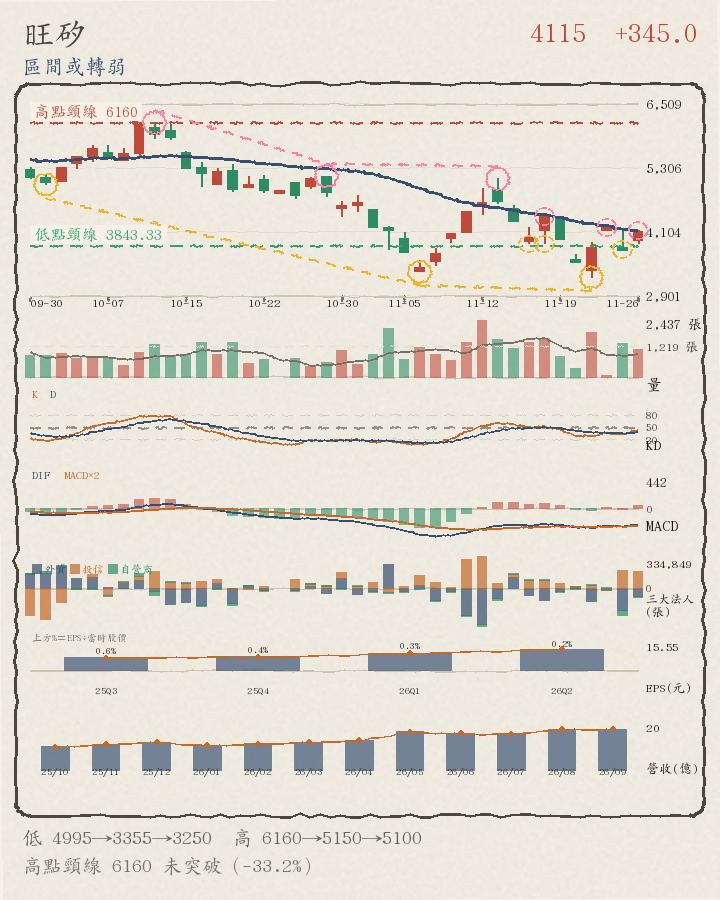 旺矽
4115 +345.0
區間或轉弱
高點頸線 6160
低點頸線 3843.33
6,509
5,306
4,104
2,901
09-30 10-07 10-15 10-22 10-30 11-05 11-12 11-19 11-26
2,437 張
1,219 張
量
K D
80
50
20
KD
DIF MACD×2
442
0
MACD
外資 投信 自營商
334,849
0
三大法人
(張)
上方%=EPS÷當時股價
0.6% 0.4% 0.3% 0.2%
15.55
25Q3 25Q4 26Q1 26Q2
EPS(元)
20
25/10 25/11 25/12 26/01 26/02 26/03 26/04 26/05 26/06 26/07 26/08 26/09
營收(億)
低 4995→3355→3250 高 6160→5150→5100
高點頸線 6160 未突破 (-33.2%)